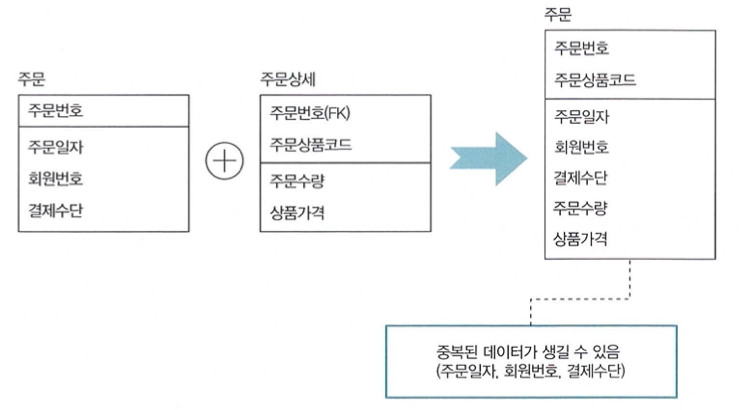 주문
주문번호
주문일자
회원번호
결제수단
주문상세
주문번호(FK)
주문상품코드
주문수량
상품가격
주문
주문번호
주문상품코드
주문일자
회원번호
결제수단
주문수량
상품가격
중복된 데이터가 생길 수 있음
(주문일자, 회원번호, 결제수단)